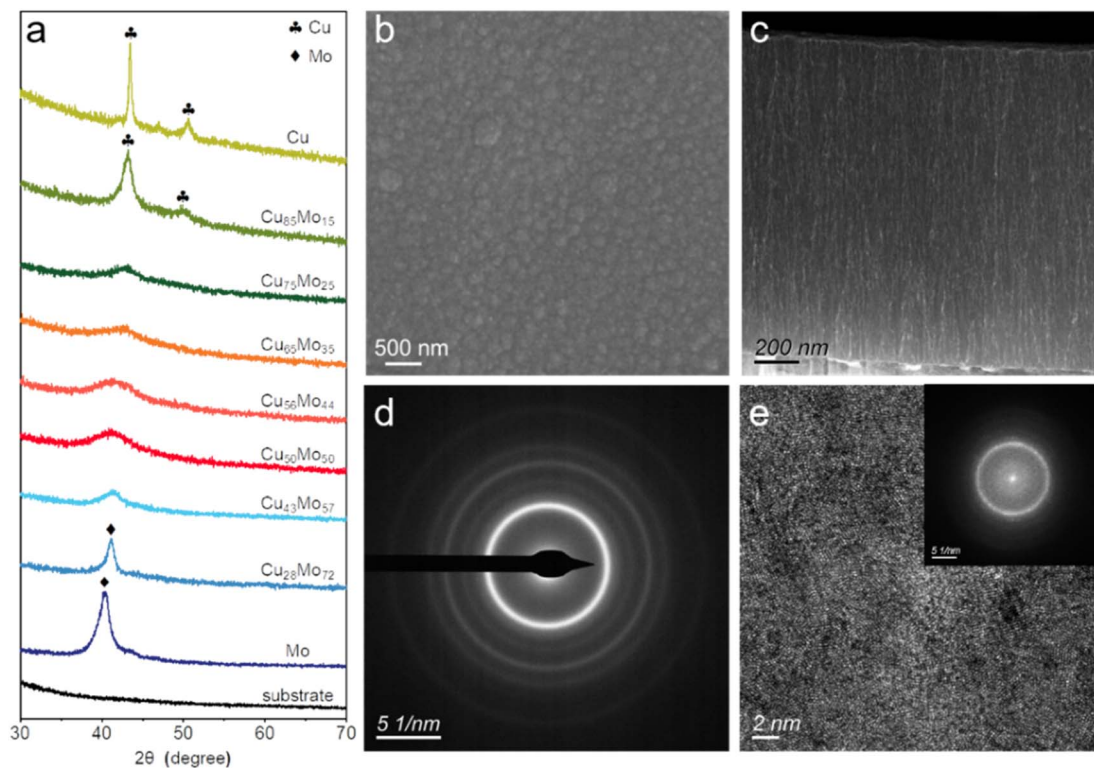 a
♣ Cu
♦ Mo
Cu
Cu₈₅Mo₁₅
Cu₇₅Mo₂₅
Cu₆₅Mo₃₅
Cu₅₆Mo₄₄
Cu₅₀Mo₅₀
Cu₄₃Mo₅₇
Cu₂₈Mo₇₂
Mo
substrate
30 40 50 60 70
2θ (degree)
b
500 nm
c
200 nm
d
5 1/nm
e
5 1/nm
2 nm